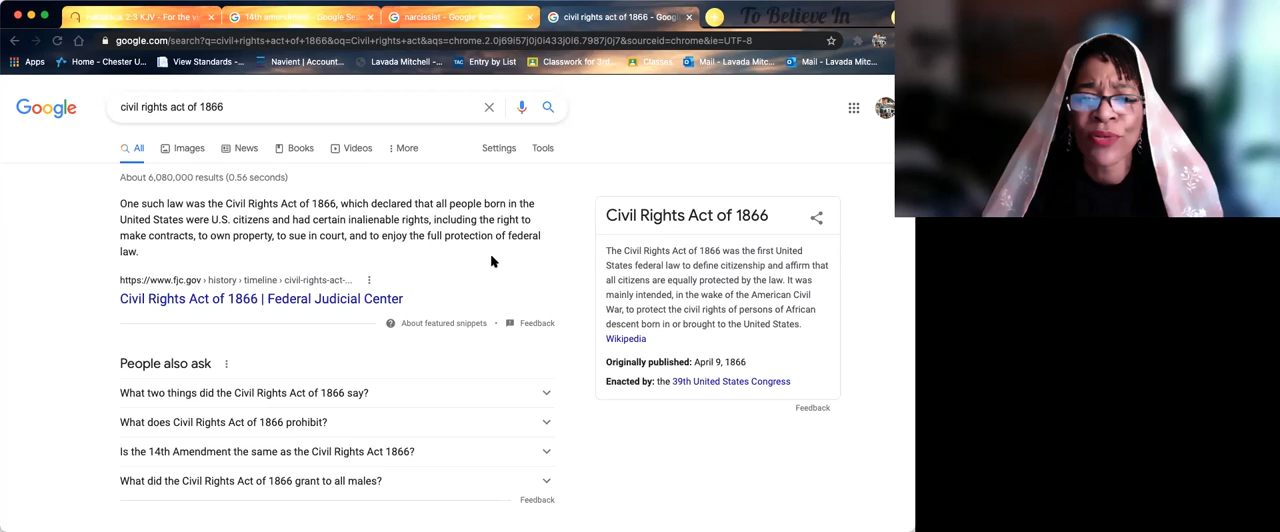 2:3 KJV - For the v
14th amendment - Google Se
narcissist - Google Search
civil rights act of 1866 - Goog
To Believe In
google.com/search?q=civil+rights+act+of+1866&oq=Civil+rights+act&aqs=chrome.2.0j69i57j0j0i433j0l6.7987j0j7&sourceid=chrome&ie=UTF-8
Apps Home - Chester U... View Standards -... Navient | Account... Lavada Mitchell -... TAC Entry by List Classwork for 3rd... Classes Mail - Lavada Mitc... Mail - Lavada Mitc...
Google
civil rights act of 1866
All Images News Books Videos More Settings Tools
About 6,080,000 results (0.56 seconds)
One such law was the Civil Rights Act of 1866, which declared that all people born in the
United States were U.S. citizens and had certain inalienable rights, including the right to
make contracts, to own property, to sue in court, and to enjoy the full protection of federal
law.
https://www.fjc.gov › history › timeline › civil-rights-act-...
Civil Rights Act of 1866 | Federal Judicial Center
About featured snippets • Feedback
People also ask
What two things did the Civil Rights Act of 1866 say?
What does Civil Rights Act of 1866 prohibit?
Is the 14th Amendment the same as the Civil Rights Act 1866?
What did the Civil Rights Act of 1866 grant to all males?
Feedback
Civil Rights Act of 1866
The Civil Rights Act of 1866 was the first United
States federal law to define citizenship and affirm that
all citizens are equally protected by the law. It was
mainly intended, in the wake of the American Civil
War, to protect the civil rights of persons of African
descent born in or brought to the United States.
Wikipedia
Originally published: April 9, 1866
Enacted by: the 39th United States Congress
Feedback